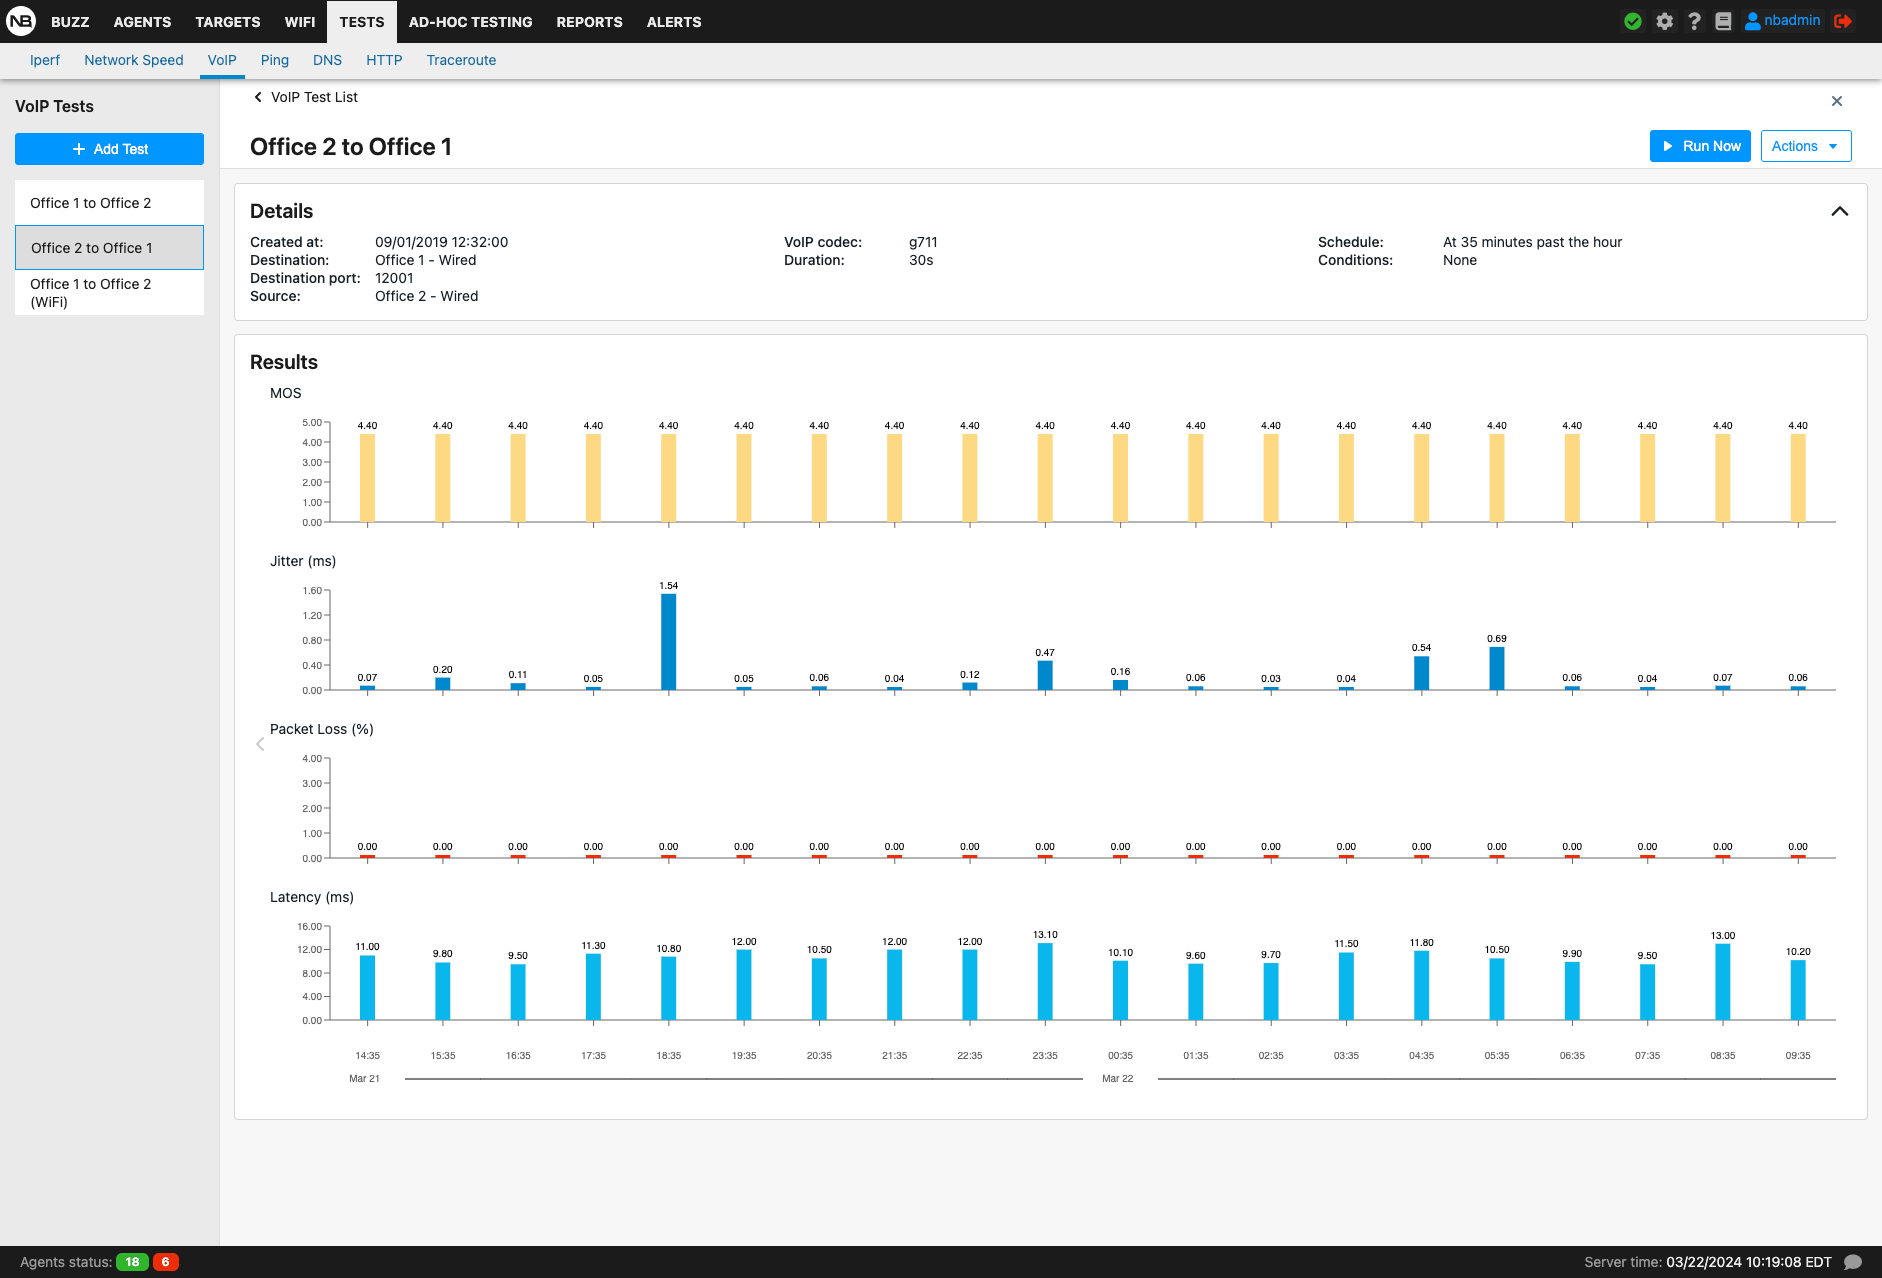 NB BUZZ AGENTS TARGETS WIFI TESTS AD-HOC TESTING REPORTS ALERTS ? nbadmin
Iperf Network Speed VoIP Ping DNS HTTP Traceroute
VoIP Tests
+ Add Test
Office 1 to Office 2
Office 2 to Office 1
Office 1 to Office 2
(WiFi)
VoIP Test List
Office 2 to Office 1
Run Now Actions
Details
Created at: 09/01/2019 12:32:00 VoIP codec: g711 Schedule: At 35 minutes past the hour
Destination: Office 1 - Wired Duration: 30s Conditions: None
Destination port: 12001
Source: Office 2 - Wired
Results
MOS
4.40 4.40 4.40 4.40 4.40 4.40 4.40 4.40 4.40 4.40 4.40 4.40 4.40 4.40 4.40 4.40 4.40 4.40 4.40 4.40
5.00
4.00
3.00
2.00
1.00
0.00
Jitter (ms)
0.07 0.20 0.11 0.05 1.54 0.05 0.06 0.04 0.12 0.47 0.16 0.06 0.03 0.04 0.54 0.69 0.06 0.04 0.07 0.06
1.60
1.20
0.80
0.40
0.00
Packet Loss (%)
4.00
3.00
2.00
1.00
0.00
0.00 0.00 0.00 0.00 0.00 0.00 0.00 0.00 0.00 0.00 0.00 0.00 0.00 0.00 0.00 0.00 0.00 0.00 0.00 0.00
Latency (ms)
11.00 9.80 9.50 11.30 10.80 12.00 10.50 12.00 12.00 13.10 10.10 9.60 9.70 11.50 11.80 10.50 9.90 9.50 13.00 10.20
16.00
12.00
8.00
4.00
0.00
14:35 15:35 16:35 17:35 18:35 19:35 20:35 21:35 22:35 23:35 00:35 01:35 02:35 03:35 04:35 05:35 06:35 07:35 08:35 09:35
Mar 21 Mar 22
Agents status: 18 6 Server time: 03/22/2024 10:19:08 EDT